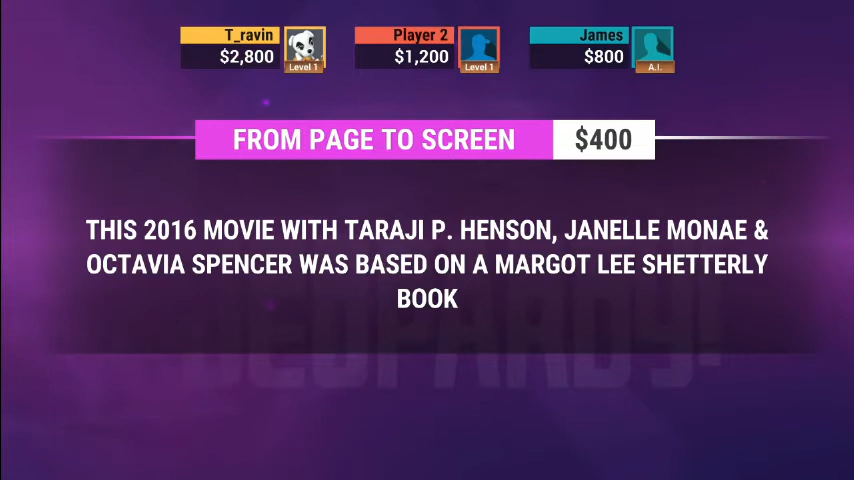 T_ravin Player 2 James
$2,800 $1,200 $800
Level 1 Level 1 A.I.
FROM PAGE TO SCREEN $400
THIS 2016 MOVIE WITH TARAJI P. HENSON, JANELLE MONAE &
OCTAVIA SPENCER WAS BASED ON A MARGOT LEE SHETTERLY
BOOK
JEOPARDY!